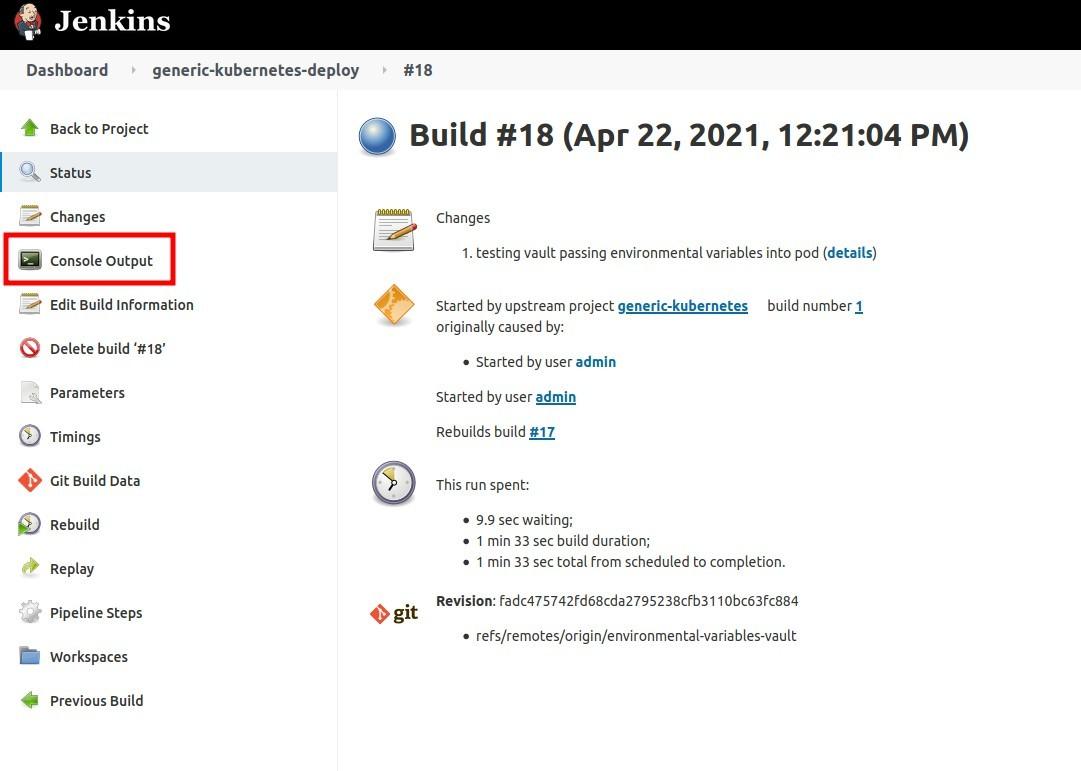 Jenkins
Dashboard generic-kubernetes-deploy #18
Back to Project
Status
Changes
Console Output
Edit Build Information
Delete build ‘#18’
Parameters
Timings
Git Build Data
Rebuild
Replay
Pipeline Steps
Workspaces
Previous Build
Build #18 (Apr 22, 2021, 12:21:04 PM)
Changes
1. testing vault passing environmental variables into pod (details)
Started by upstream project generic-kubernetes build number 1
originally caused by:
• Started by user admin
Started by user admin
Rebuilds build #17
This run spent:
• 9.9 sec waiting;
• 1 min 33 sec build duration;
• 1 min 33 sec total from scheduled to completion.
git
Revision: fadc475742fd68cda2795238cfb3110bc63fc884
• refs/remotes/origin/environmental-variables-vault